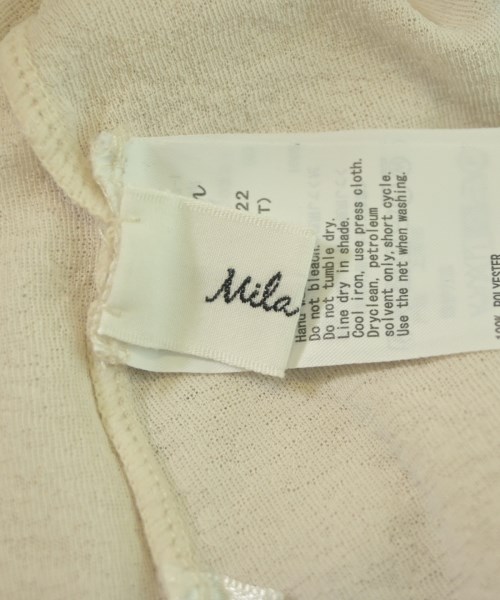 Mila
22
T)
Hand
Do not bleach.
Do not tumble dry.
Line dry in shade.
Cool iron, use press cloth.
Dryclean, petroleum
solvent only, short cycle.
Use the net when washing.
100% POLYESTER